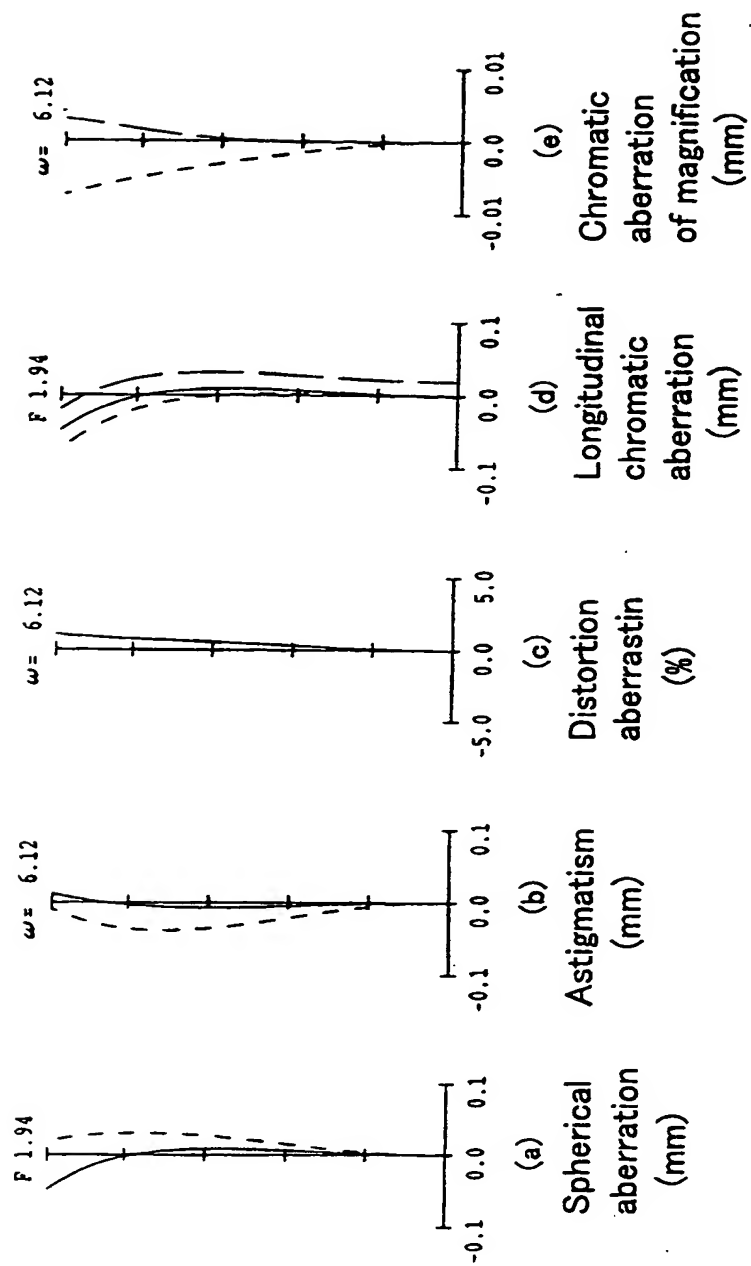 F 1.94
-0.1 0.0 0.1
(a)
Spherical
aberration
(mm)
ω= 6.12
-0.1 0.0 0.1
(b)
Astigmatism
(mm)
ω= 6.12
-5.0 0.0 5.0
(c)
Distortion
aberrastin
(%)
F 1.94
-0.1 0.0 0.1
(d)
Longitudinal
chromatic
aberration
(mm)
ω= 6.12
-0.01 0.0 0.01
(e)
Chromatic
aberration
of magnification
(mm)